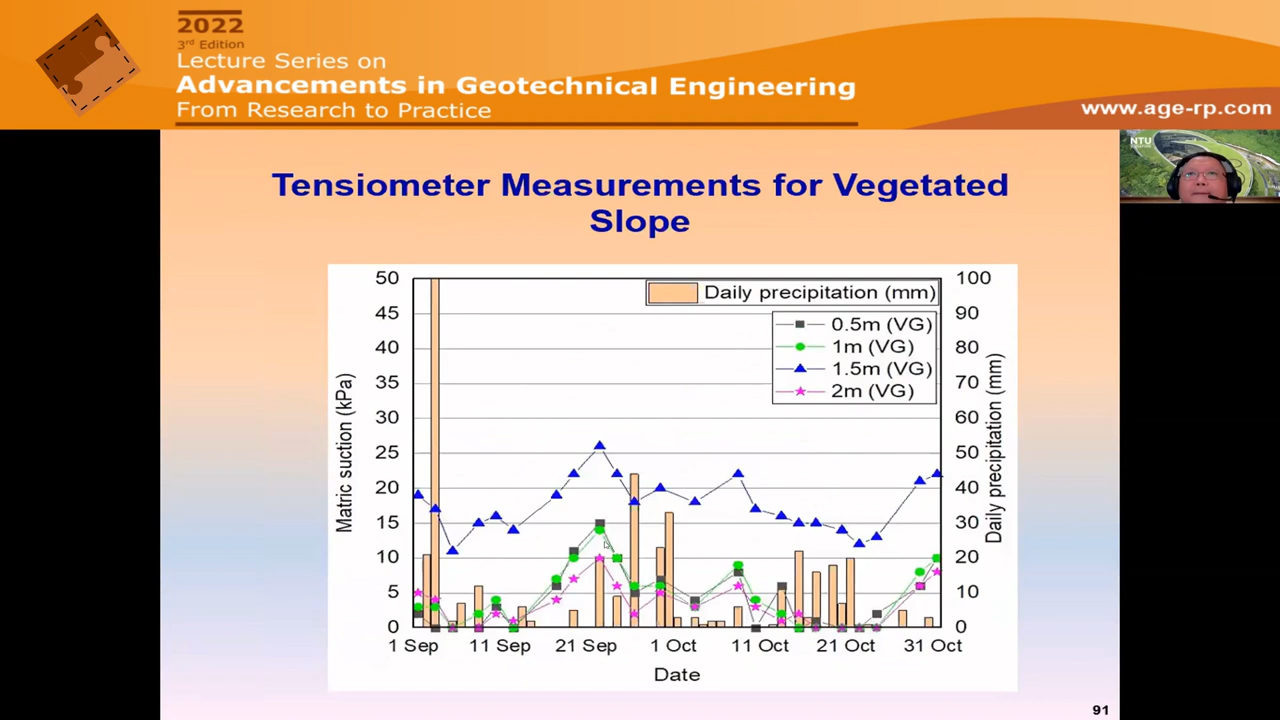 2022
3rd Edition
Lecture Series on
Advancements in Geotechnical Engineering
From Research to Practice
www.age-rp.com
NTU
Tensiometer Measurements for Vegetated
Slope
Daily precipitation (mm)
0.5m (VG)
1m (VG)
1.5m (VG)
2m (VG)
50
45
40
35
30
25
20
15
10
5
0
Matric suction (kPa)
100
90
80
70
60
50
40
30
20
10
0
Daily precipitation (mm)
1 Sep 11 Sep 21 Sep 1 Oct 11 Oct 21 Oct 31 Oct
Date
91